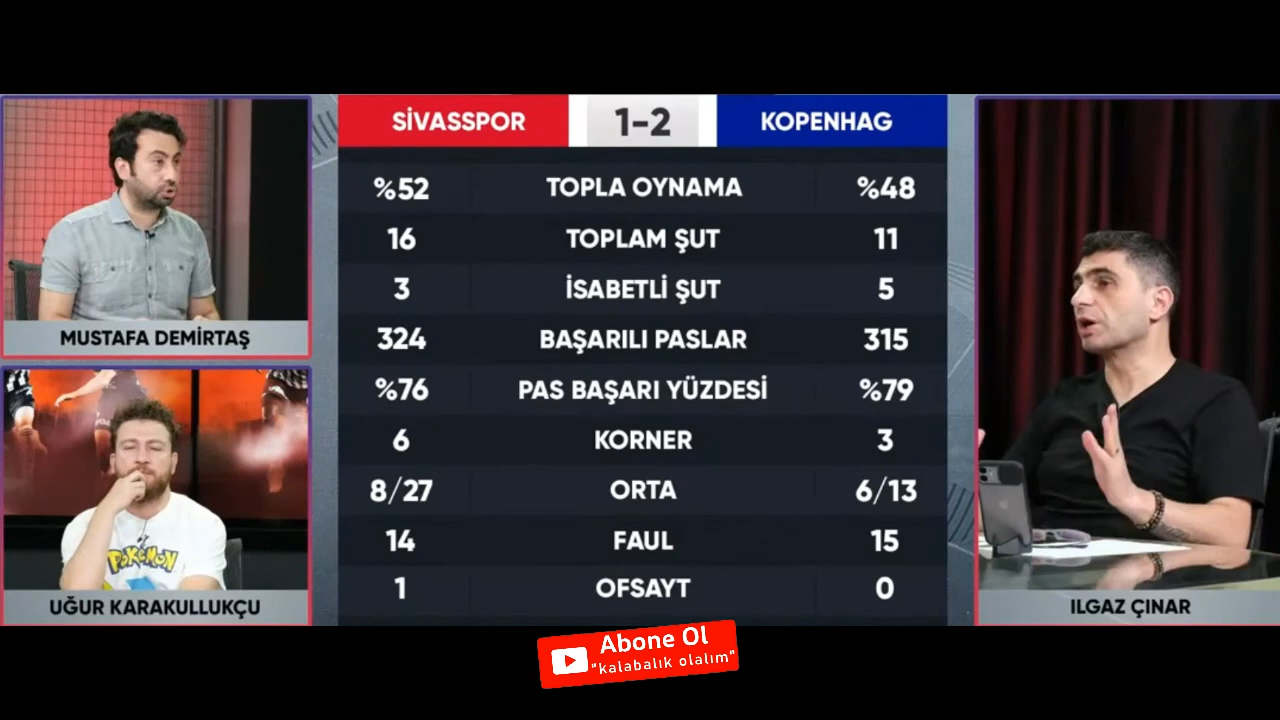 SİVASSPOR 1-2 KOPENHAG
%52 TOPLA OYNAMA %48
16 TOPLAM ŞUT 11
3 İSABETLİ ŞUT 5
324 BAŞARILI PASLAR 315
%76 PAS BAŞARI YÜZDESİ %79
6 KORNER 3
8/27 ORTA 6/13
14 FAUL 15
1 OFSAYT 0
MUSTAFA DEMİRTAŞ
POKEMON
UĞUR KARAKULLUKÇU
ILGAZ ÇINAR
Abone Ol
"kalabalık olalım"